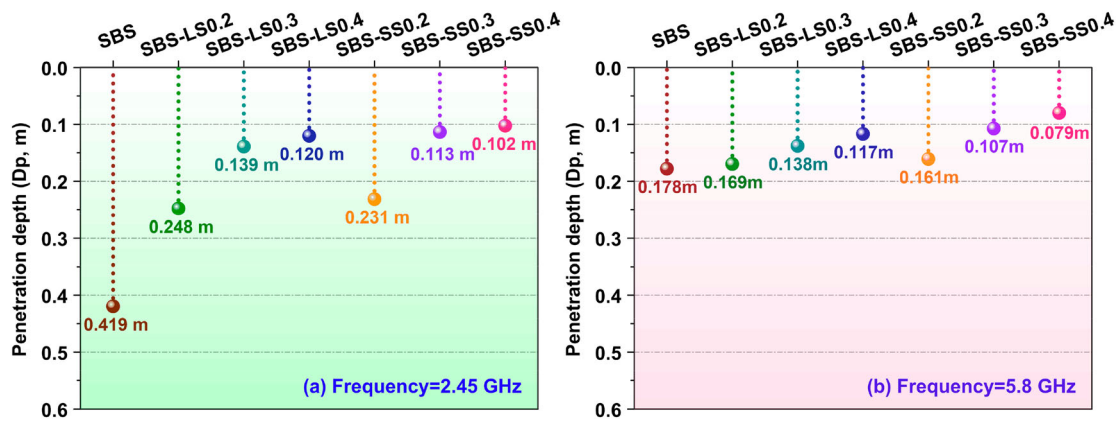 SBS
SBS-LS0.2
SBS-LS0.3
SBS-LS0.4
SBS-SS0.2
SBS-SS0.3
SBS-SS0.4
Penetration depth (Dp, m)
0.0
0.1
0.2
0.3
0.4
0.5
0.6
0.419 m
0.248 m
0.139 m
0.120 m
0.231 m
0.113 m
0.102 m
(a) Frequency=2.45 GHz
SBS
SBS-LS0.2
SBS-LS0.3
SBS-LS0.4
SBS-SS0.2
SBS-SS0.3
SBS-SS0.4
Penetration depth (Dp, m)
0.0
0.1
0.2
0.3
0.4
0.5
0.6
0.178m
0.169m
0.138m
0.117m
0.161m
0.107m
0.079m
(b) Frequency=5.8 GHz